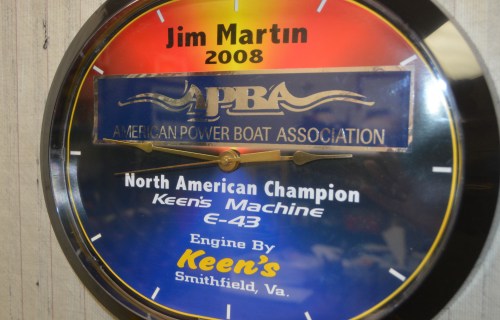 Jim Martin
2008
APBA
AMERICAN POWER BOAT ASSOCIATION
North American Champion
Keen's Machine
E-43
Engine By
Keen's
Smithfield, Va.